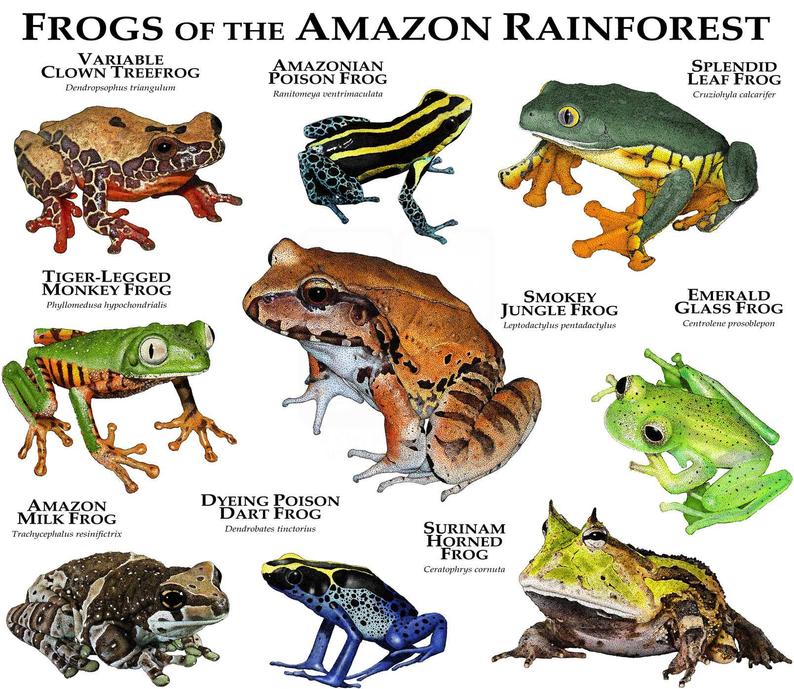 FROGS OF THE AMAZON RAINFOREST
VARIABLE
CLOWN TREEFROG
Dendropsophus triangulum
AMAZONIAN
POISON FROG
Ranitomeya ventrimaculata
SPLENDID
LEAF FROG
Cruziohyla calcarifer
TIGER-LEGGED
MONKEY FROG
Phyllomedusa hypochondrialis
SMOKEY
JUNGLE FROG
Leptodactylus pentadactylus
EMERALD
GLASS FROG
Centrolene prosoblepon
AMAZON
MILK FROG
Trachycephalus resinifictrix
DYEING POISON
DART FROG
Dendrobates tinctorius
SURINAM
HORNED
FROG
Ceratophrys cornuta